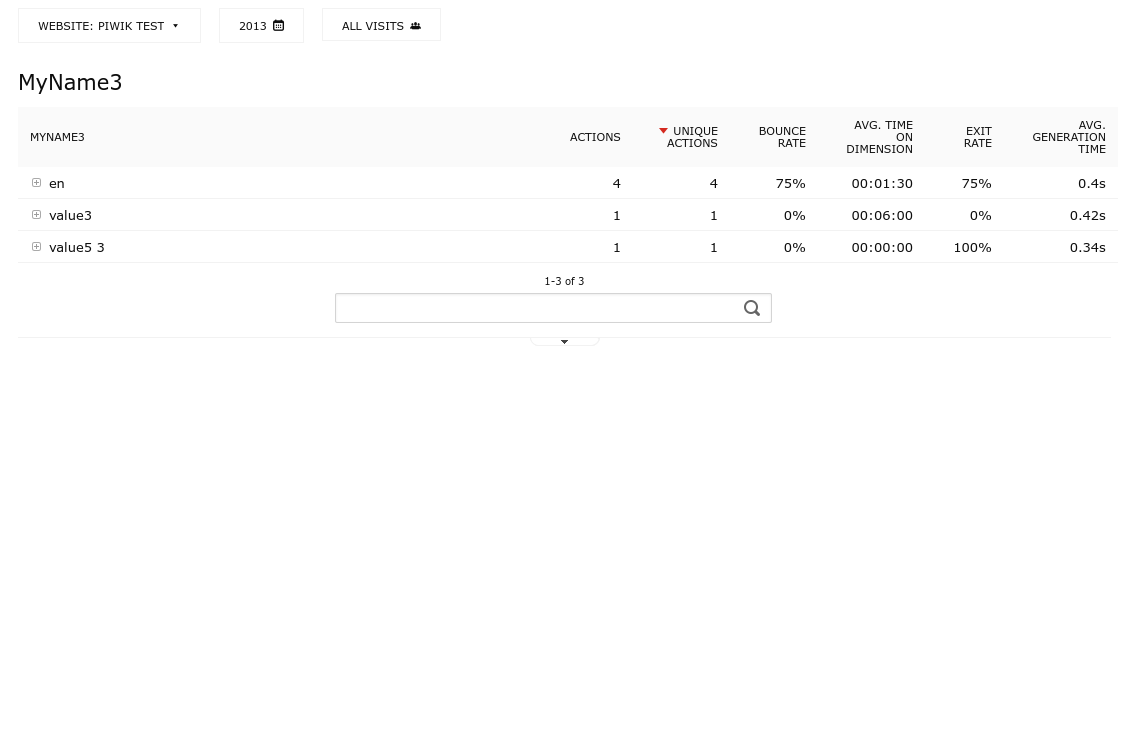 WEBSITE: PIWIK TEST 2013 ALL VISITS
MyName3
MYNAME3 ACTIONS UNIQUE ACTIONS BOUNCE RATE AVG. TIME ON DIMENSION EXIT RATE AVG. GENERATION TIME
en 4 4 75% 00:01:30 75% 0.4s
value3 1 1 0% 00:06:00 0% 0.42s
value5 3 1 1 0% 00:00:00 100% 0.34s
1-3 of 3